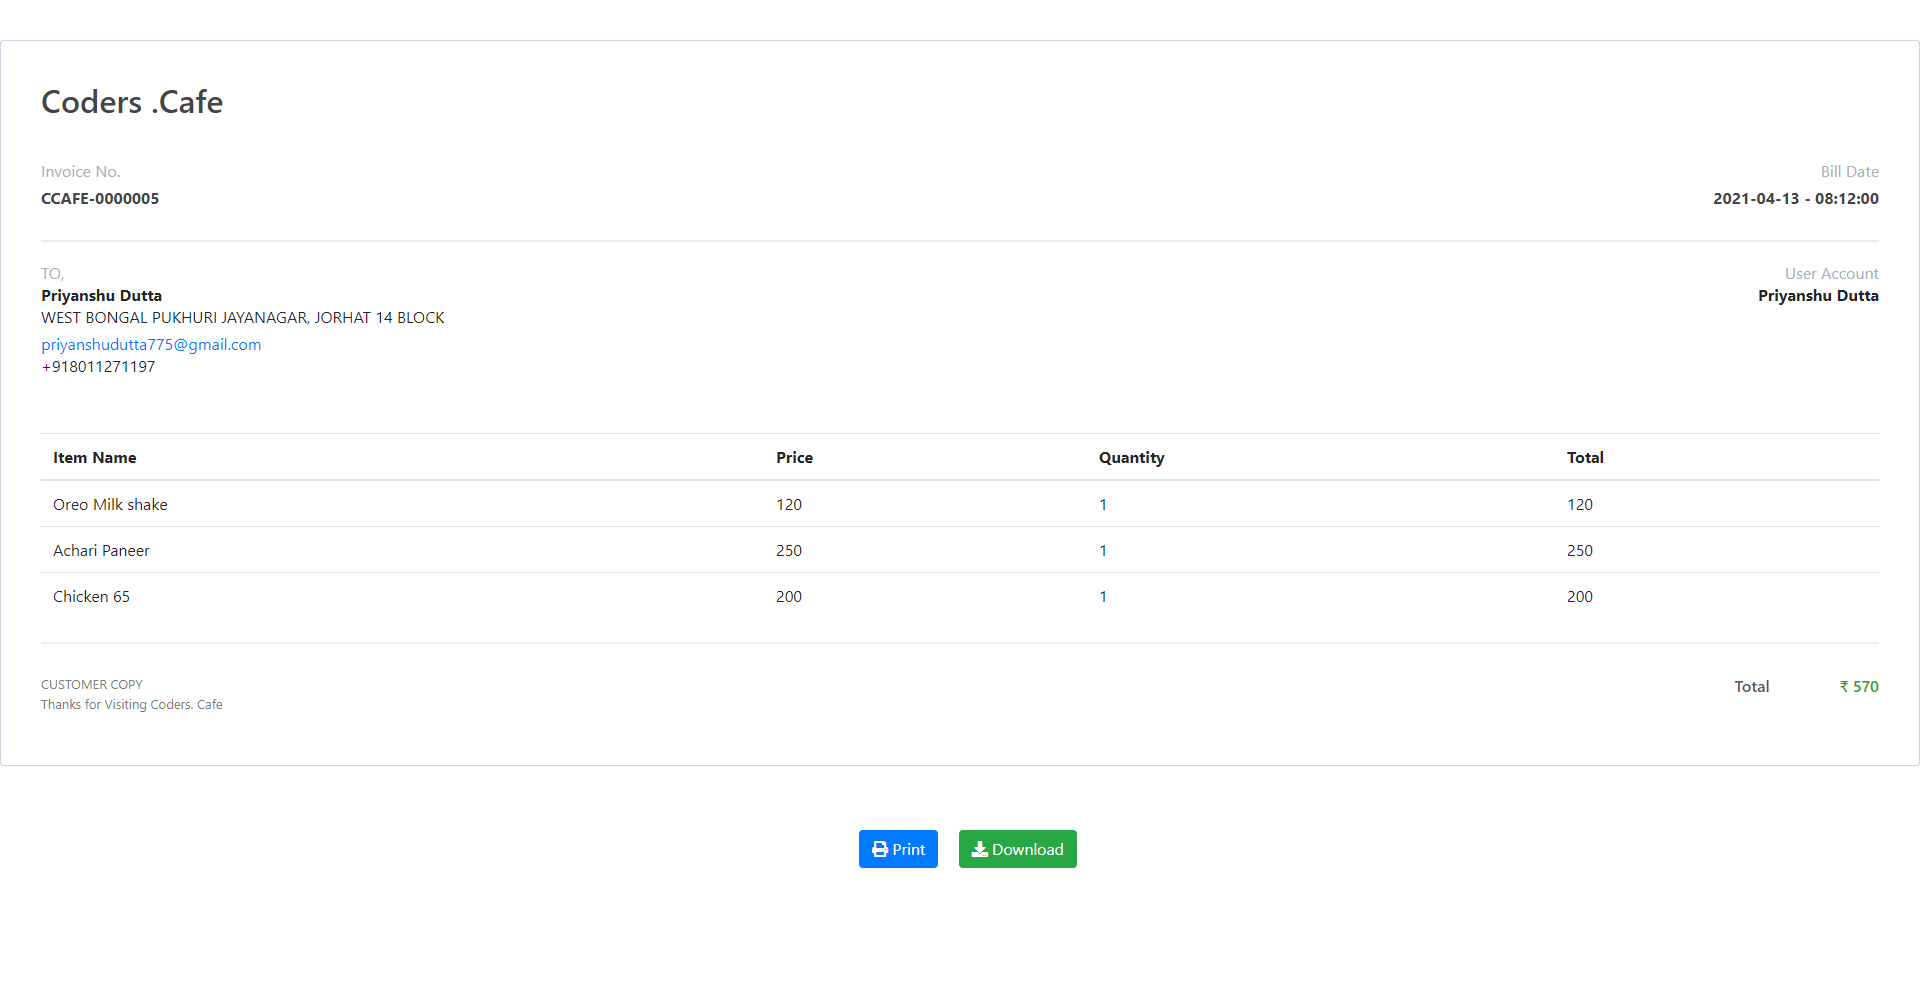 Coders .Cafe
Invoice No. Bill Date
CCAFE-0000005 2021-04-13 - 08:12:00
TO, User Account
Priyanshu Dutta Priyanshu Dutta
WEST BONGAL PUKHURI JAYANAGAR, JORHAT 14 BLOCK
priyanshudutta775@gmail.com
+918011271197
Item Name Price Quantity Total
Oreo Milk shake 120 1 120
Achari Paneer 250 1 250
Chicken 65 200 1 200
CUSTOMER COPY Total ₹ 570
Thanks for Visiting Coders. Cafe
Print Download